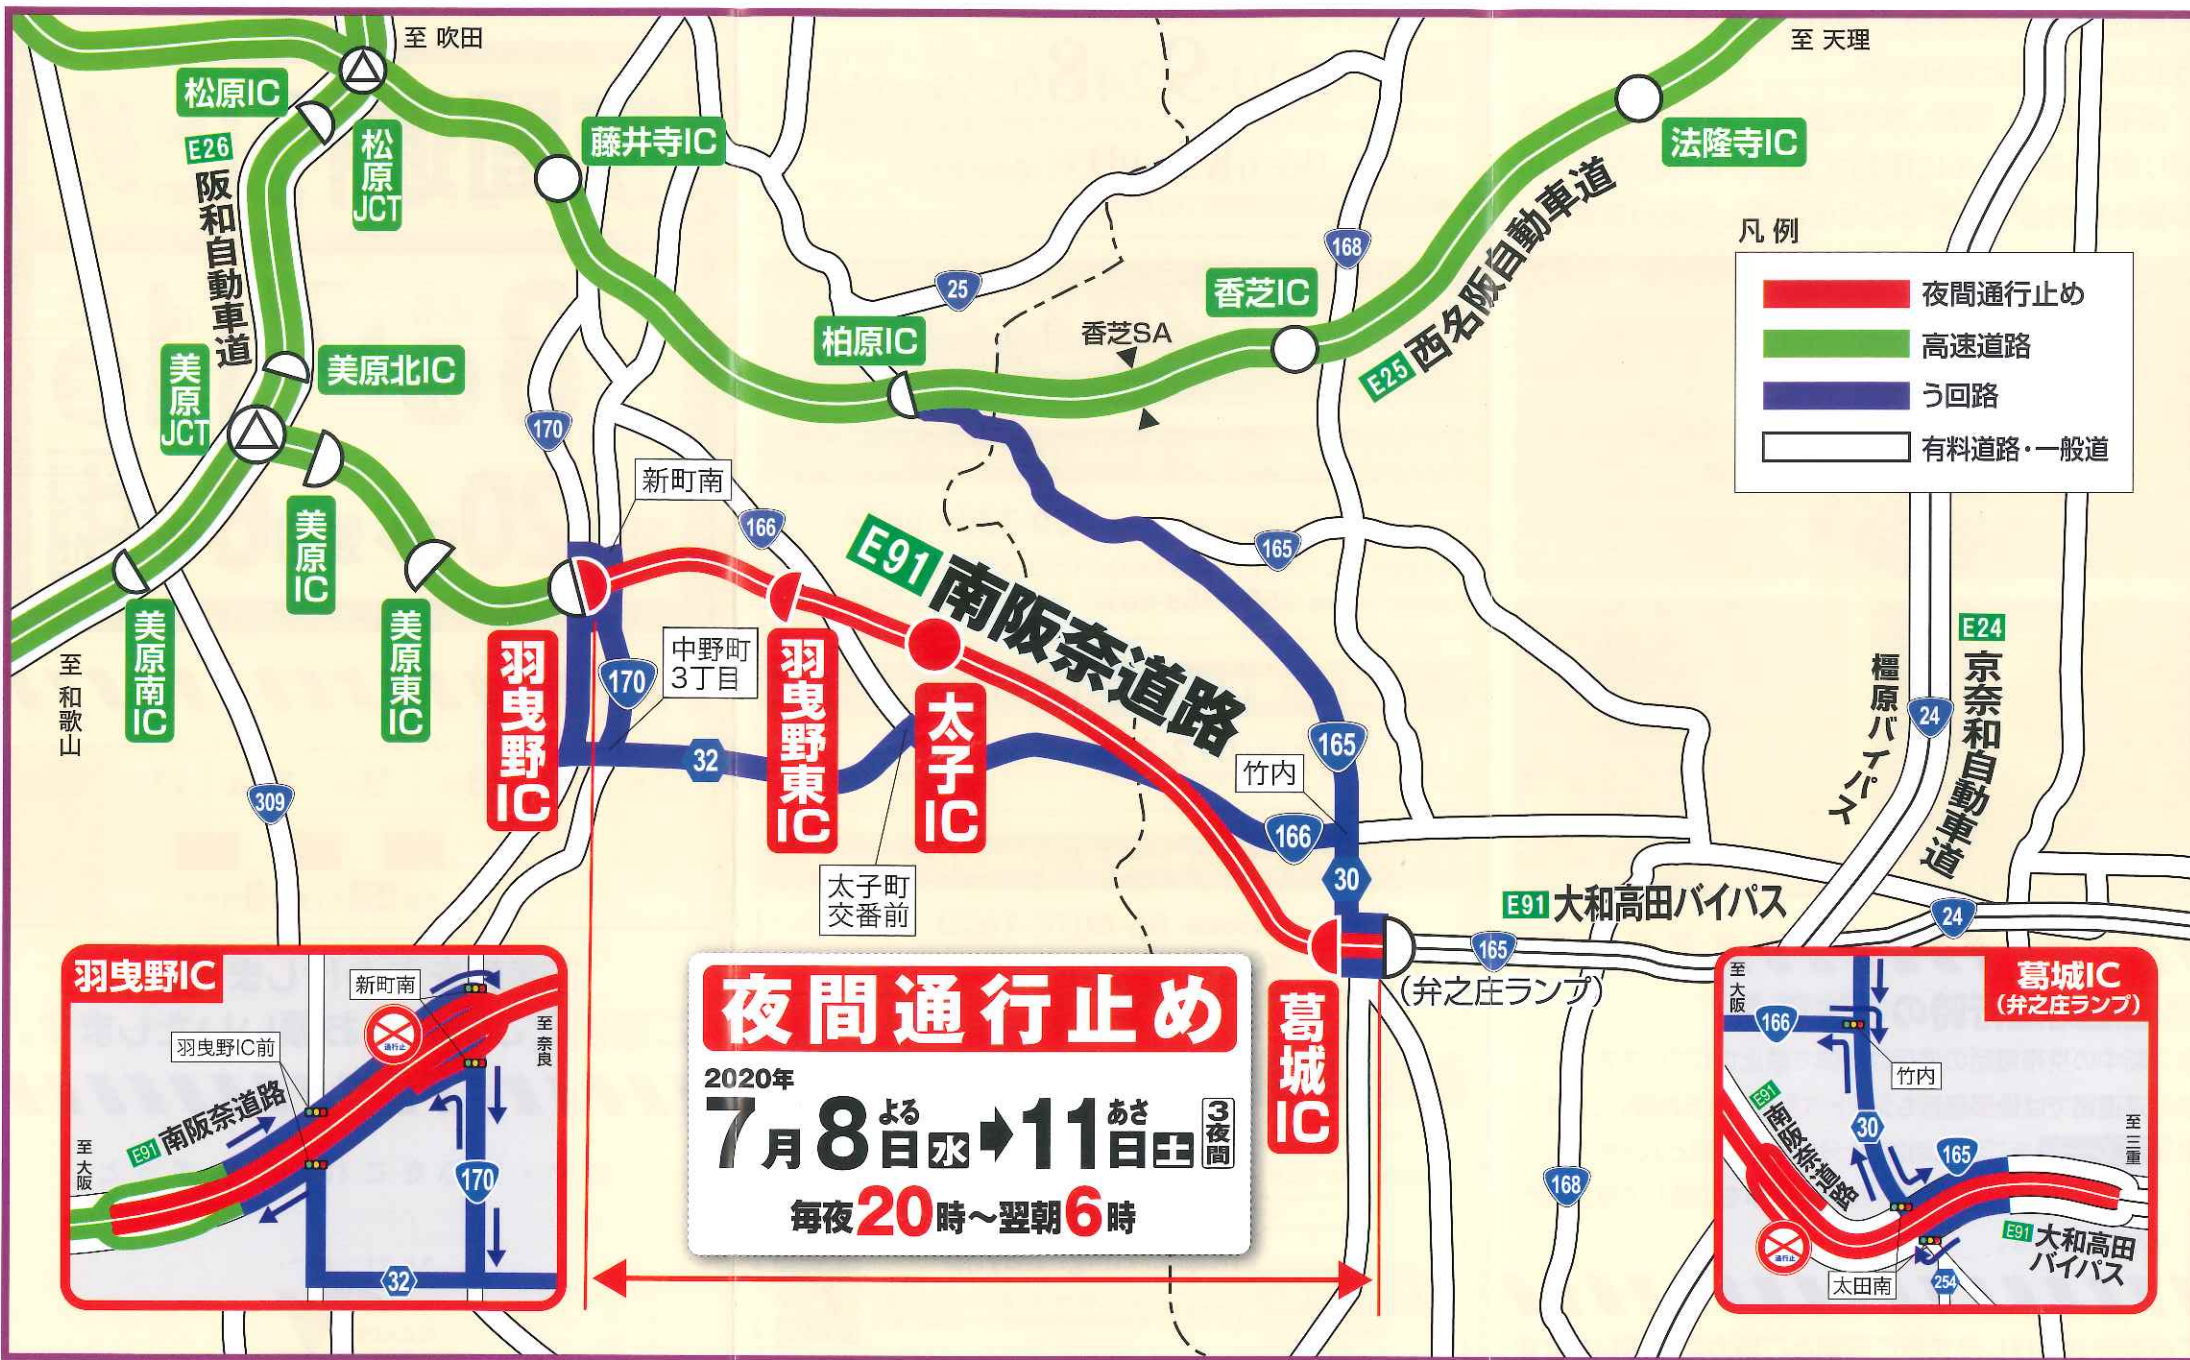 至 吹田
至 天理
松原IC
松原JCT
E26
阪和自動車道
藤井寺IC
法隆寺IC
凡例
夜間通行止め
高速道路
う回路
有料道路・一般道
168
25
香芝IC
香芝SA
柏原IC
E25 西名阪自動車道
美原JCT
美原北IC
170
新町南
166
美原IC
165
E91 南阪奈道路
美原南IC
美原東IC
至 和歌山
羽曳野IC
170
中野町
3丁目
羽曳野東IC
太子IC
32
165
竹内
166
30
309
太子町
交番前
E24
京奈和自動車道
橿原バイパス
24
24
E91 大和高田バイパス
165
(弁之庄ランプ)
葛城IC
168
夜間通行止め
2020年
7月8日よる水➡11日あさ土3夜間
毎夜20時～翌朝6時
羽曳野IC
新町南
羽曳野IC前
通行止
至 奈良
E91 南阪奈道路
至 大阪
170
32
葛城IC
(弁之庄ランプ)
至 大阪
166
竹内
E91
南阪奈道路
30
165
至 三重
E91 大和高田
バイパス
通行止
太田南
254